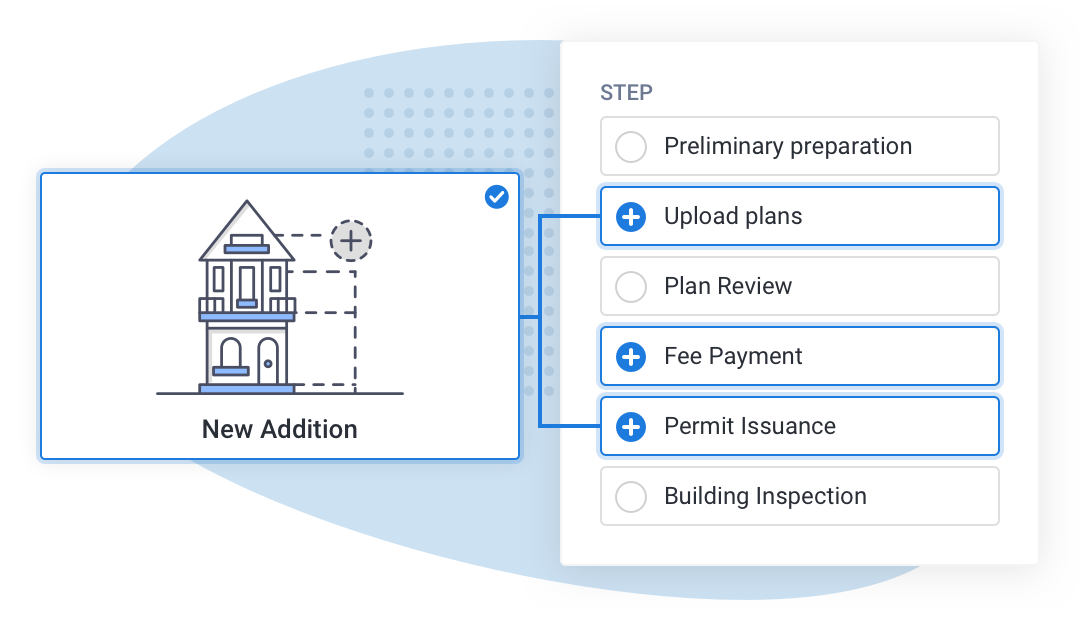 STEP
Preliminary preparation
Upload plans
Plan Review
Fee Payment
Permit Issuance
Building Inspection
New Addition